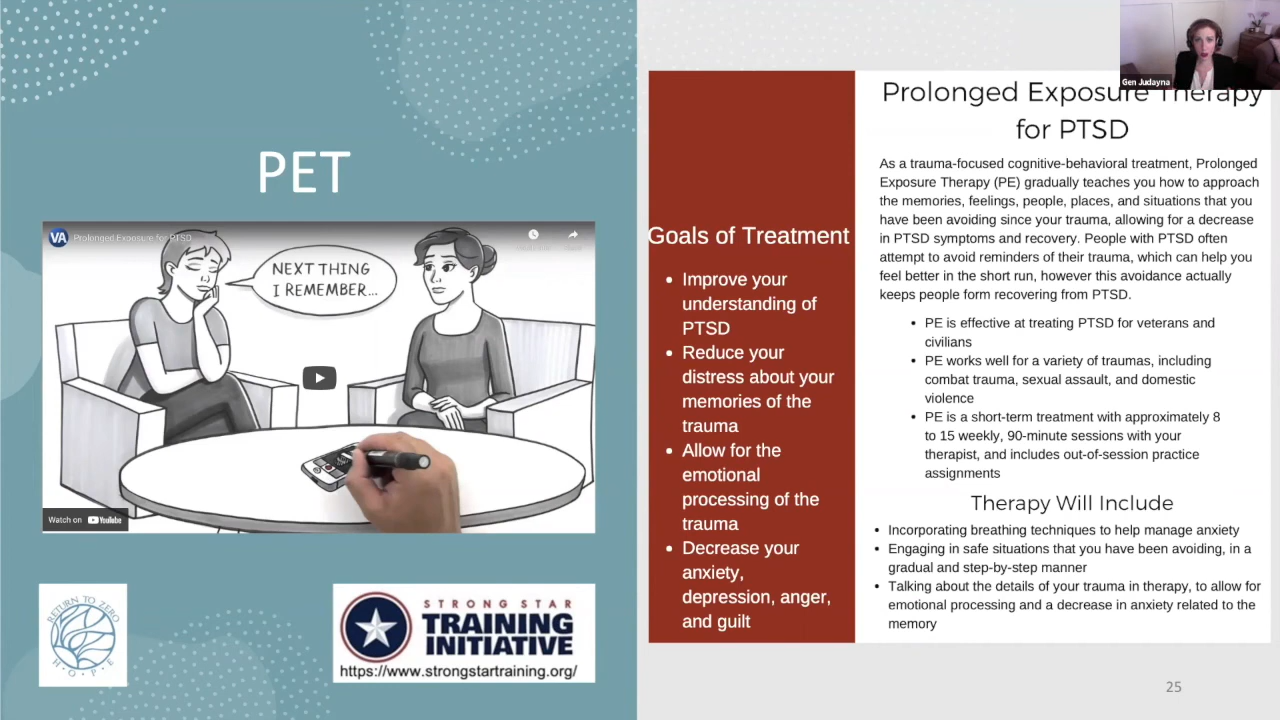 Gen Judayna
PET
VA
Prolonged Exposure for PTSD
NEXT THING
I REMEMBER...
Watch on YouTube
RETURN TO ZERO
H·O·P·E
STRONG STAR
TRAINING
INITIATIVE
https://www.strongstartraining.org/
Goals of Treatment
• Improve your
understanding of
PTSD
• Reduce your
distress about your
memories of the
trauma
• Allow for the
emotional
processing of the
trauma
• Decrease your
anxiety,
depression, anger,
and guilt
Prolonged Exposure Therapy
for PTSD
As a trauma-focused cognitive-behavioral treatment, Prolonged
Exposure Therapy (PE) gradually teaches you how to approach
the memories, feelings, people, places, and situations that you
have been avoiding since your trauma, allowing for a decrease
in PTSD symptoms and recovery. People with PTSD often
attempt to avoid reminders of their trauma, which can help you
feel better in the short run, however this avoidance actually
keeps people form recovering from PTSD.
• PE is effective at treating PTSD for veterans and
civilians
• PE works well for a variety of traumas, including
combat trauma, sexual assault, and domestic
violence
• PE is a short-term treatment with approximately 8
to 15 weekly, 90-minute sessions with your
therapist, and includes out-of-session practice
assignments
Therapy Will Include
• Incorporating breathing techniques to help manage anxiety
• Engaging in safe situations that you have been avoiding, in a
gradual and step-by-step manner
• Talking about the details of your trauma in therapy, to allow for
emotional processing and a decrease in anxiety related to the
memory
25